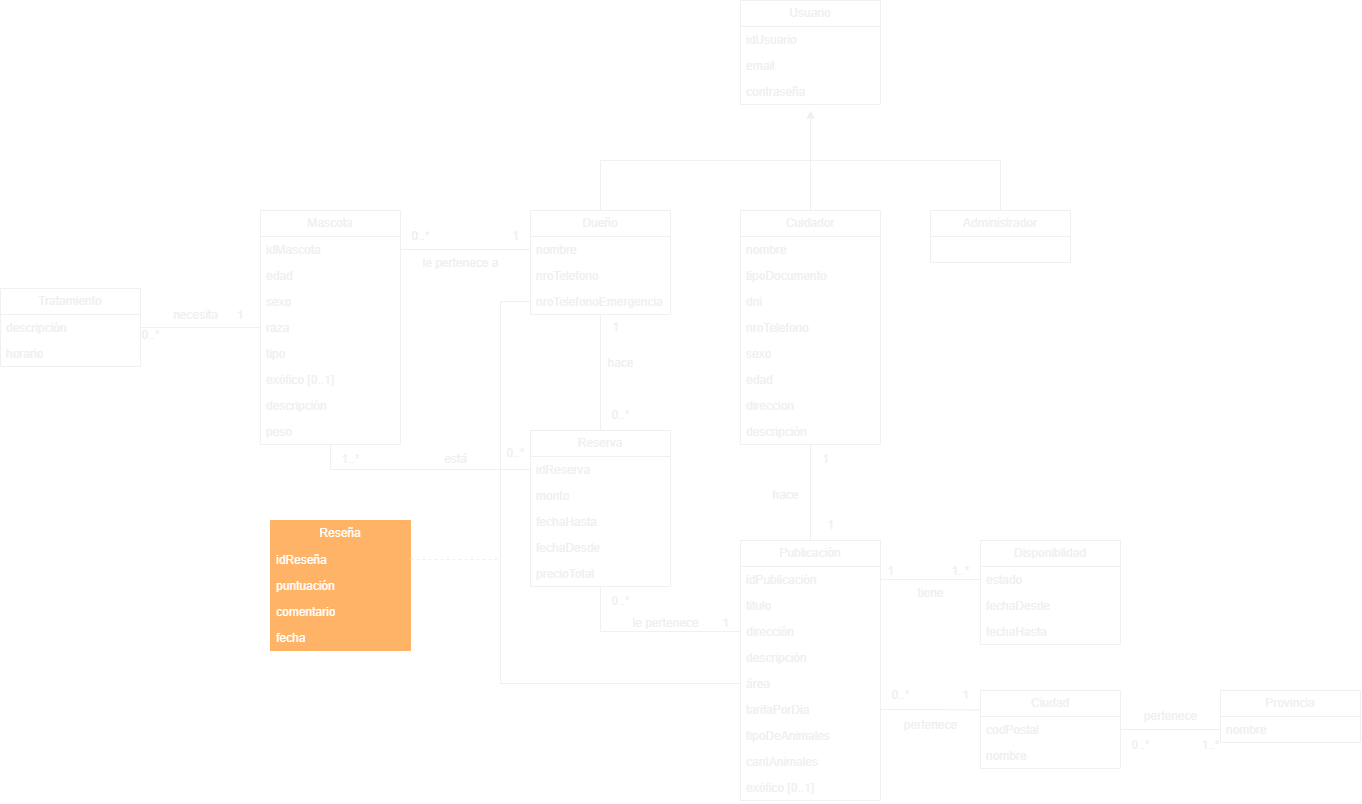 Usuario
idUsuario
email
contraseña
Mascota
idMascota
edad
sexo
raza
tipo
exótico [0..1]
descripción
peso
0..*
1
le pertenece a
Dueño
nombre
nroTelefono
nroTelefonoEmergencia
Cuidador
nombre
tipoDocumento
dni
nroTelefono
sexo
edad
direccion
descripción
Administrador
Tratamiento
descripción
horario
necesita
1
0..*
1
hace
0..*
1..*
está
0..*
Reserva
idReserva
monto
fechaHasta
fechaDesde
precioTotal
1
hace
1
Reseña
idReseña
puntuación
comentario
fecha
0..*
le pertenece
1
Publicación
idPublicación
título
dirección
descripción
área
tarifaPorDia
tipoDeAnimales
cantAnimales
exótico [0..1]
1
1..*
tiene
Disponibilidad
estado
fechaDesde
fechaHasta
0..*
1
pertenece
Ciudad
codPostal
nombre
pertenece
0..*
1..*
Provincia
nombre